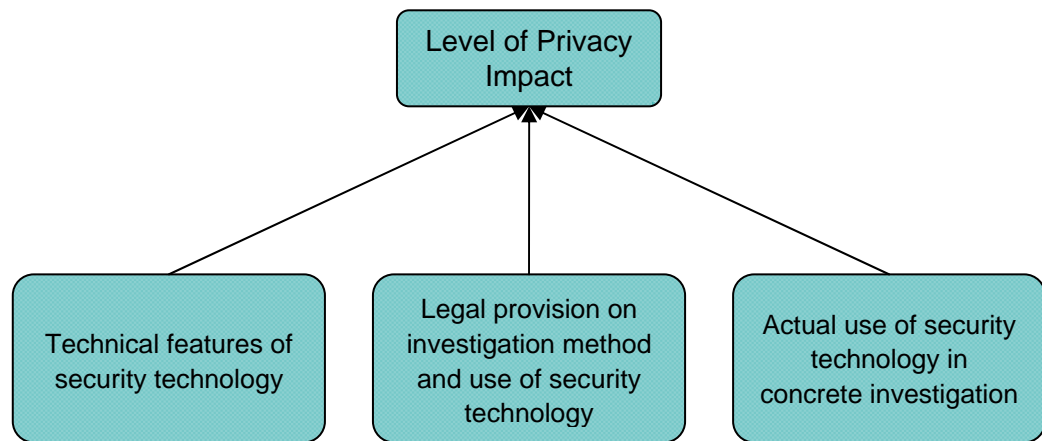 Level of Privacy
Impact
Technical features of
security technology
Legal provision on
investigation method
and use of security
technology
Actual use of security
technology in
concrete investigation